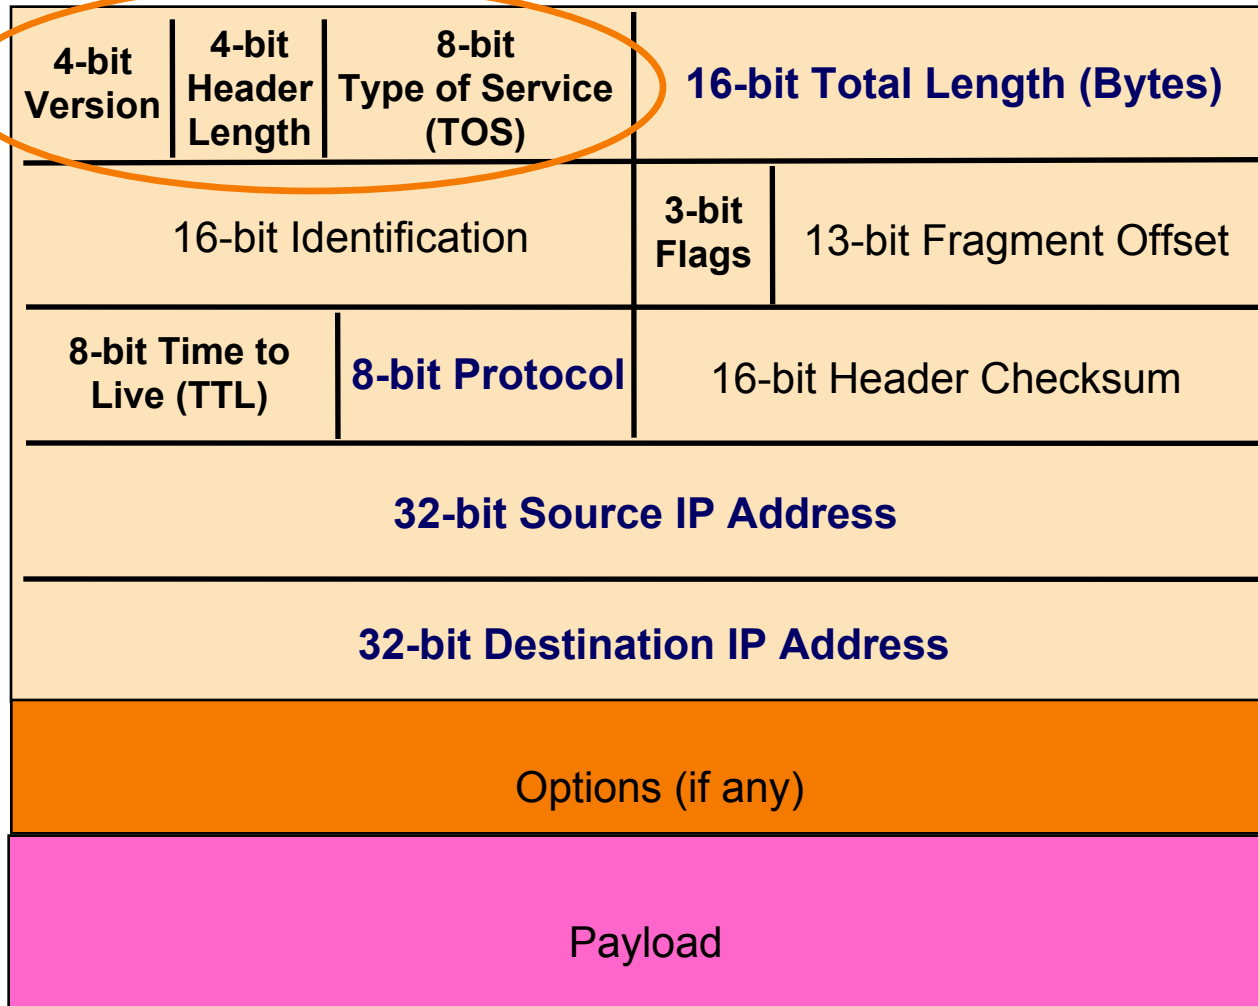 4-bit
Version
4-bit
Header
Length
8-bit
Type of Service
(TOS)
16-bit Total Length (Bytes)
16-bit Identification
3-bit
Flags
13-bit Fragment Offset
8-bit Time to
Live (TTL)
8-bit Protocol
16-bit Header Checksum
32-bit Source IP Address
32-bit Destination IP Address
Options (if any)
Payload